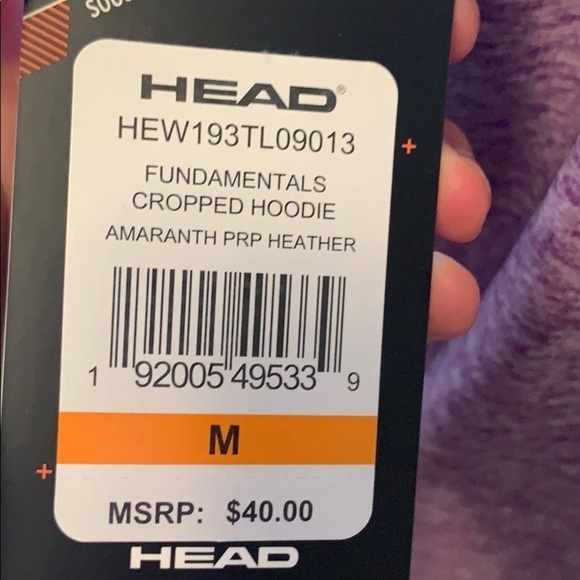 HEAD®
HEW193TL09013
FUNDAMENTALS
CROPPED HOODIE
AMARANTH PRP HEATHER
1 92005 49533 9
M
MSRP: $40.00
HEAD